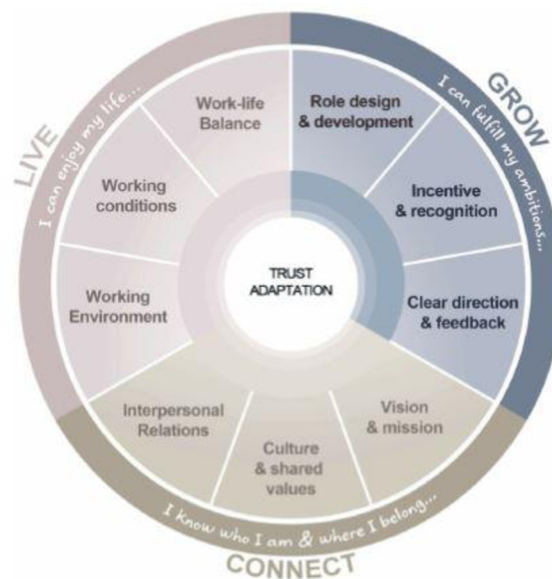 LIVE
I can enjoy my life...
Work-life
Balance
Working
conditions
Working
Environment
GROW
I can fulfill my ambitions...
Role design
& development
Incentive
& recognition
Clear direction
& feedback
TRUST
ADAPTATION
Interpersonal
Relations
Culture
& shared
values
Vision
& mission
I know who I am & where I belong...
CONNECT